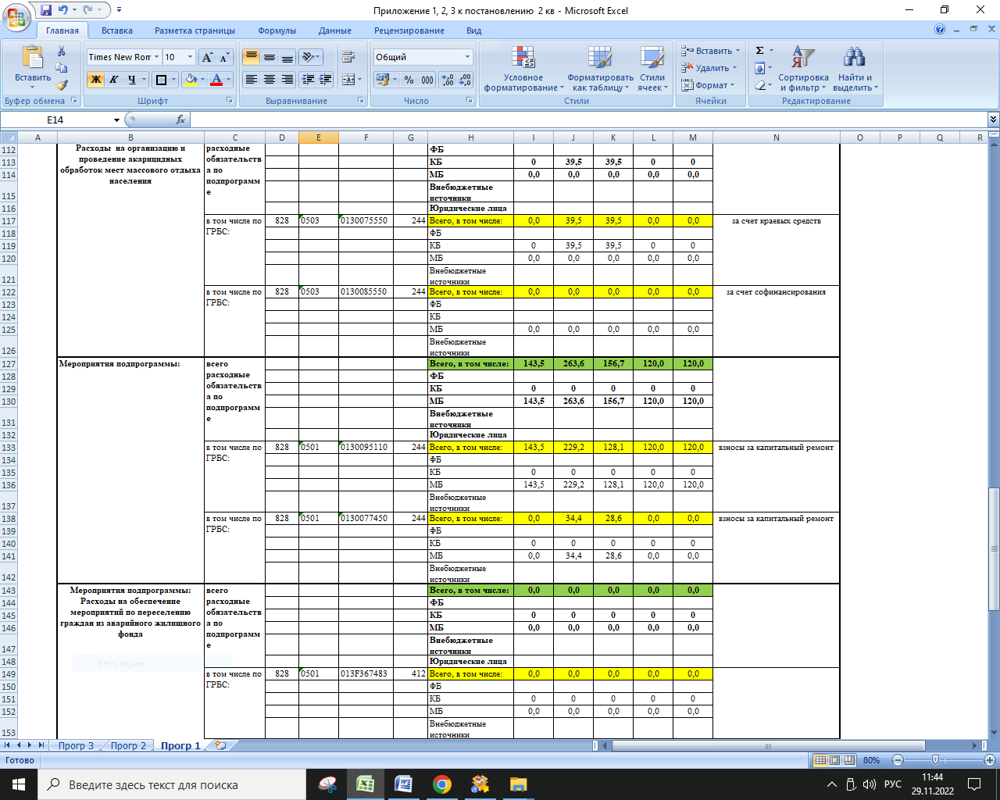 Приложение 1, 2, 3 к постановлению  2 кв - Microsoft Excel
Главная Вставка Разметка страницы Формулы Данные Рецензирование Вид
Вставить
Буфер обмена
Times New Ror 10
Ж К Ч
Шрифт
Выравнивание
Общий
% 000
Число
Условное форматирование
Форматировать как таблицу
Стили ячеек
Стили
Вставить
Удалить
Формат
Ячейки
Сортировка и фильтр
Найти и выделить
Редактирование
E14
A B C D E F G H I J K L M N O P Q R
112 Расходы  на организацию и расходные ФБ
113 проведение акарицидных обязательств КБ 0 39,5 39,5 0 0
114 обработок мест массового отдыха а по МБ 0,0 0,0 0,0 0,0 0,0
населения подпрограмм
115 е Внебюджетные источники
116 Юридические лица
117 в том числе по ГРБС: 828 0503 0130075550 244 Всего, в том числе: 0,0 39,5 39,5 0,0 0,0 за счет краевых средств
118 ФБ
119 КБ 0 39,5 39,5 0 0
120 МБ 0,0 0,0 0,0 0,0 0,0
121 Внебюджетные источники
122 в том числе по ГРБС: 828 0503 0130085550 244 Всего, в том числе: 0,0 0,0 0,0 0,0 0,0 за счет софинансирования
123 ФБ
124 КБ
125 МБ 0,0 0,0 0,0 0,0 0,0
126 Внебюджетные источники
127 Мероприятия подпрограммы: всего Всего, в том числе: 143,5 263,6 156,7 120,0 120,0
128 расходные ФБ
129 обязательств КБ 0 0 0 0 0
130 а по МБ 143,5 263,6 156,7 120,0 120,0
131 подпрограмм е Внебюджетные источники
132 Юридические лица
133 в том числе по ГРБС: 828 0501 0130095110 244 Всего, в том числе: 143,5 229,2 128,1 120,0 120,0 взносы за капитальный ремонт
134 ФБ
135 КБ 0 0 0 0 0
136 МБ 143,5 229,2 128,1 120,0 120,0
137 Внебюджетные источники
138 в том числе по ГРБС: 828 0501 0130077450 244 Всего, в том числе: 0,0 34,4 28,6 0,0 0,0 взносы за капитальный ремонт
139 ФБ
140 КБ 0 0 0 0 0
141 МБ 0,0 34,4 28,6 0,0 0,0
142 Внебюджетные источники
143 Мероприятия подпрограммы: всего Всего, в том числе: 0,0 0,0 0,0 0,0 0,0
144 Расходы на обеспечение расходные ФБ
145 мероприятий по переселению обязательств КБ 0 0 0 0 0
146 граждан из аварийного жилищного а по МБ 0,0 0,0 0,0 0,0 0,0
147 фонда подпрограмм е Внебюджетные источники
148 Юридические лица
Весь экран
149 в том числе по ГРБС: 828 0501 013F367483 412 Всего, в том числе: 0,0 0,0 0,0 0,0 0,0
150 ФБ
151 КБ 0 0 0 0 0
152 МБ 0,0 0,0 0,0 0,0 0,0
153 Внебюджетные источники
Прогр 3 Прогр 2 Прогр 1
Готово 80%
Введите здесь текст для поиска
РУС
11:44
29.11.2022